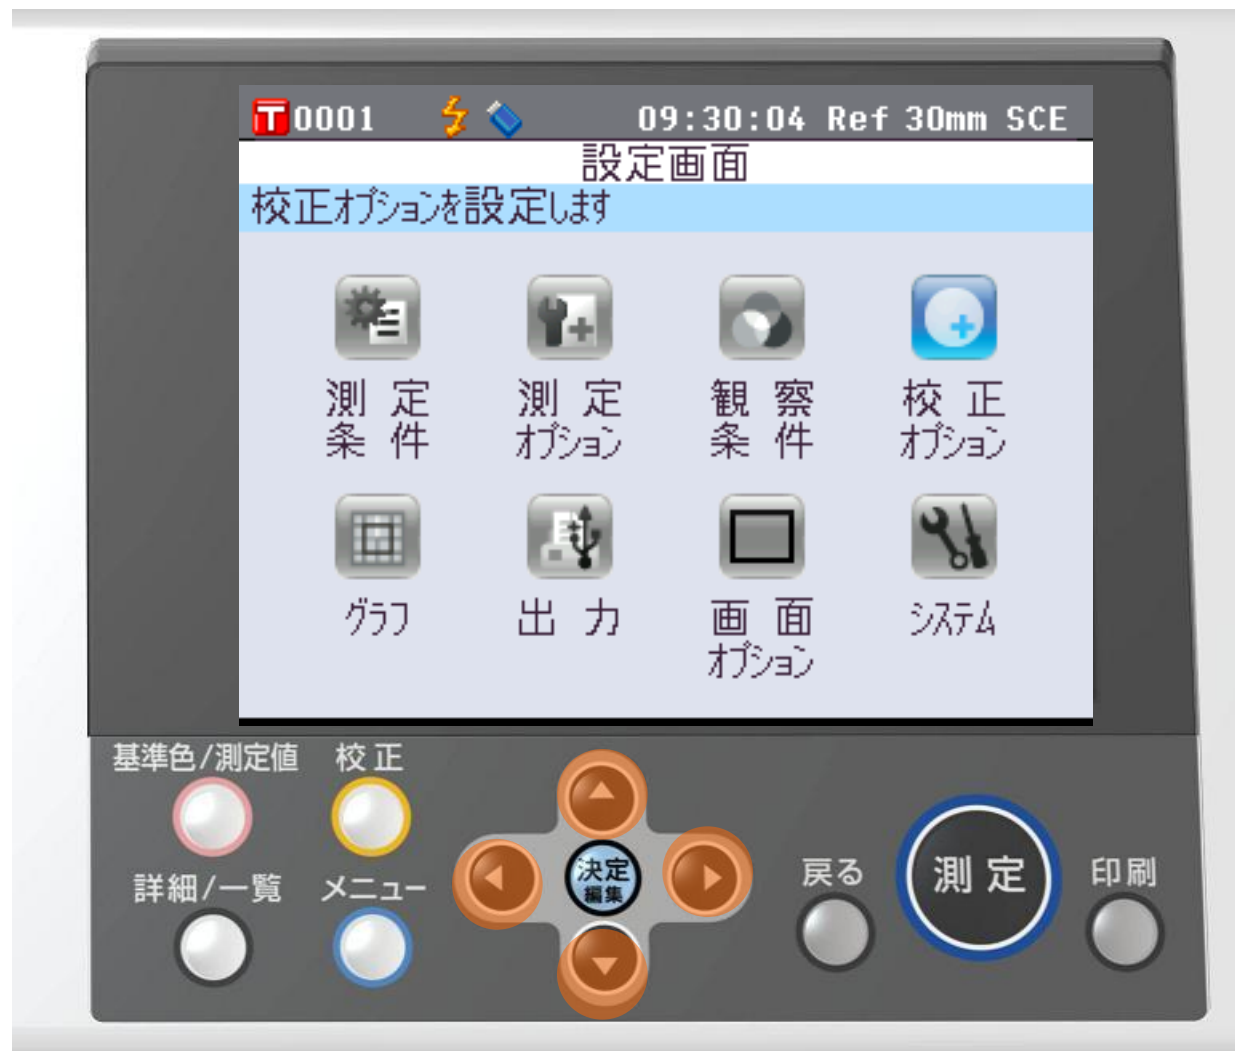 T0001 09:30:04 Ref 30mm SCE
設定画面
校正オプションを設定します
測定条件
測定オプション
観察条件
校正オプション
グラフ
出力
画面オプション
システム
基準色/測定値
校正
詳細/一覧
メニュー
決定
編集
戻る
測定
印刷